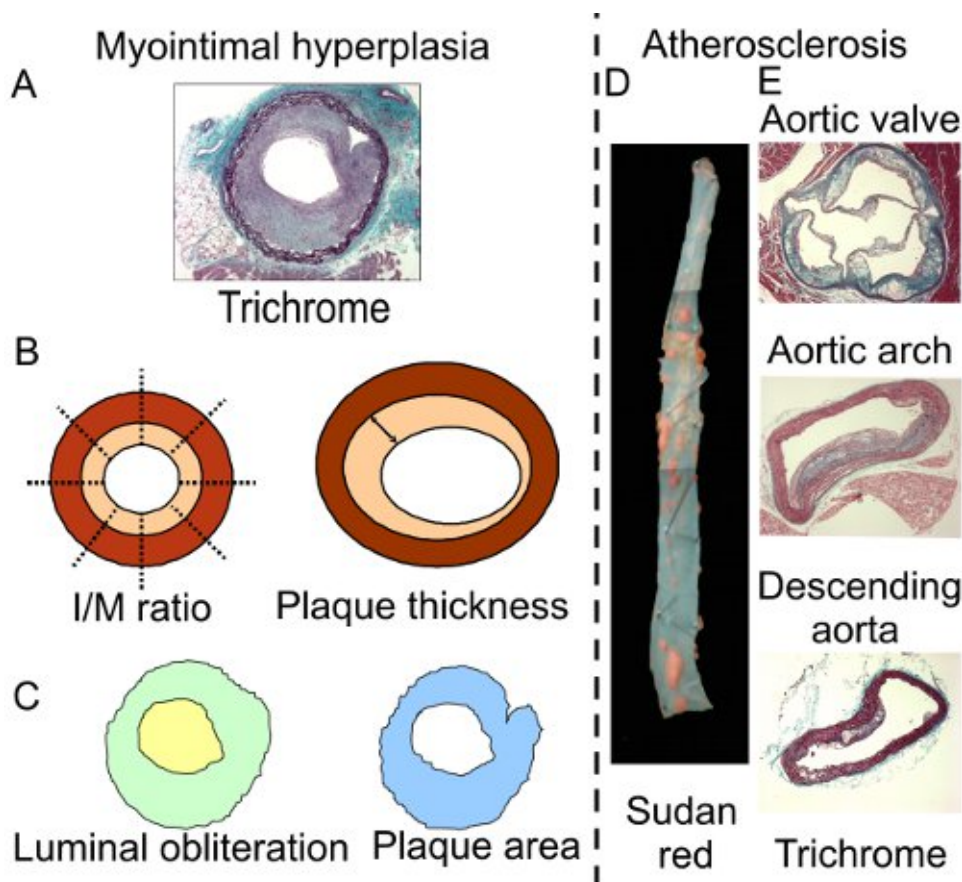 Myointimal hyperplasia
A
Trichrome
B
I/M ratio
Plaque thickness
C
Luminal obliteration
Plaque area
Atherosclerosis
D
Sudan
red
E
Aortic valve
Aortic arch
Descending
aorta
Trichrome